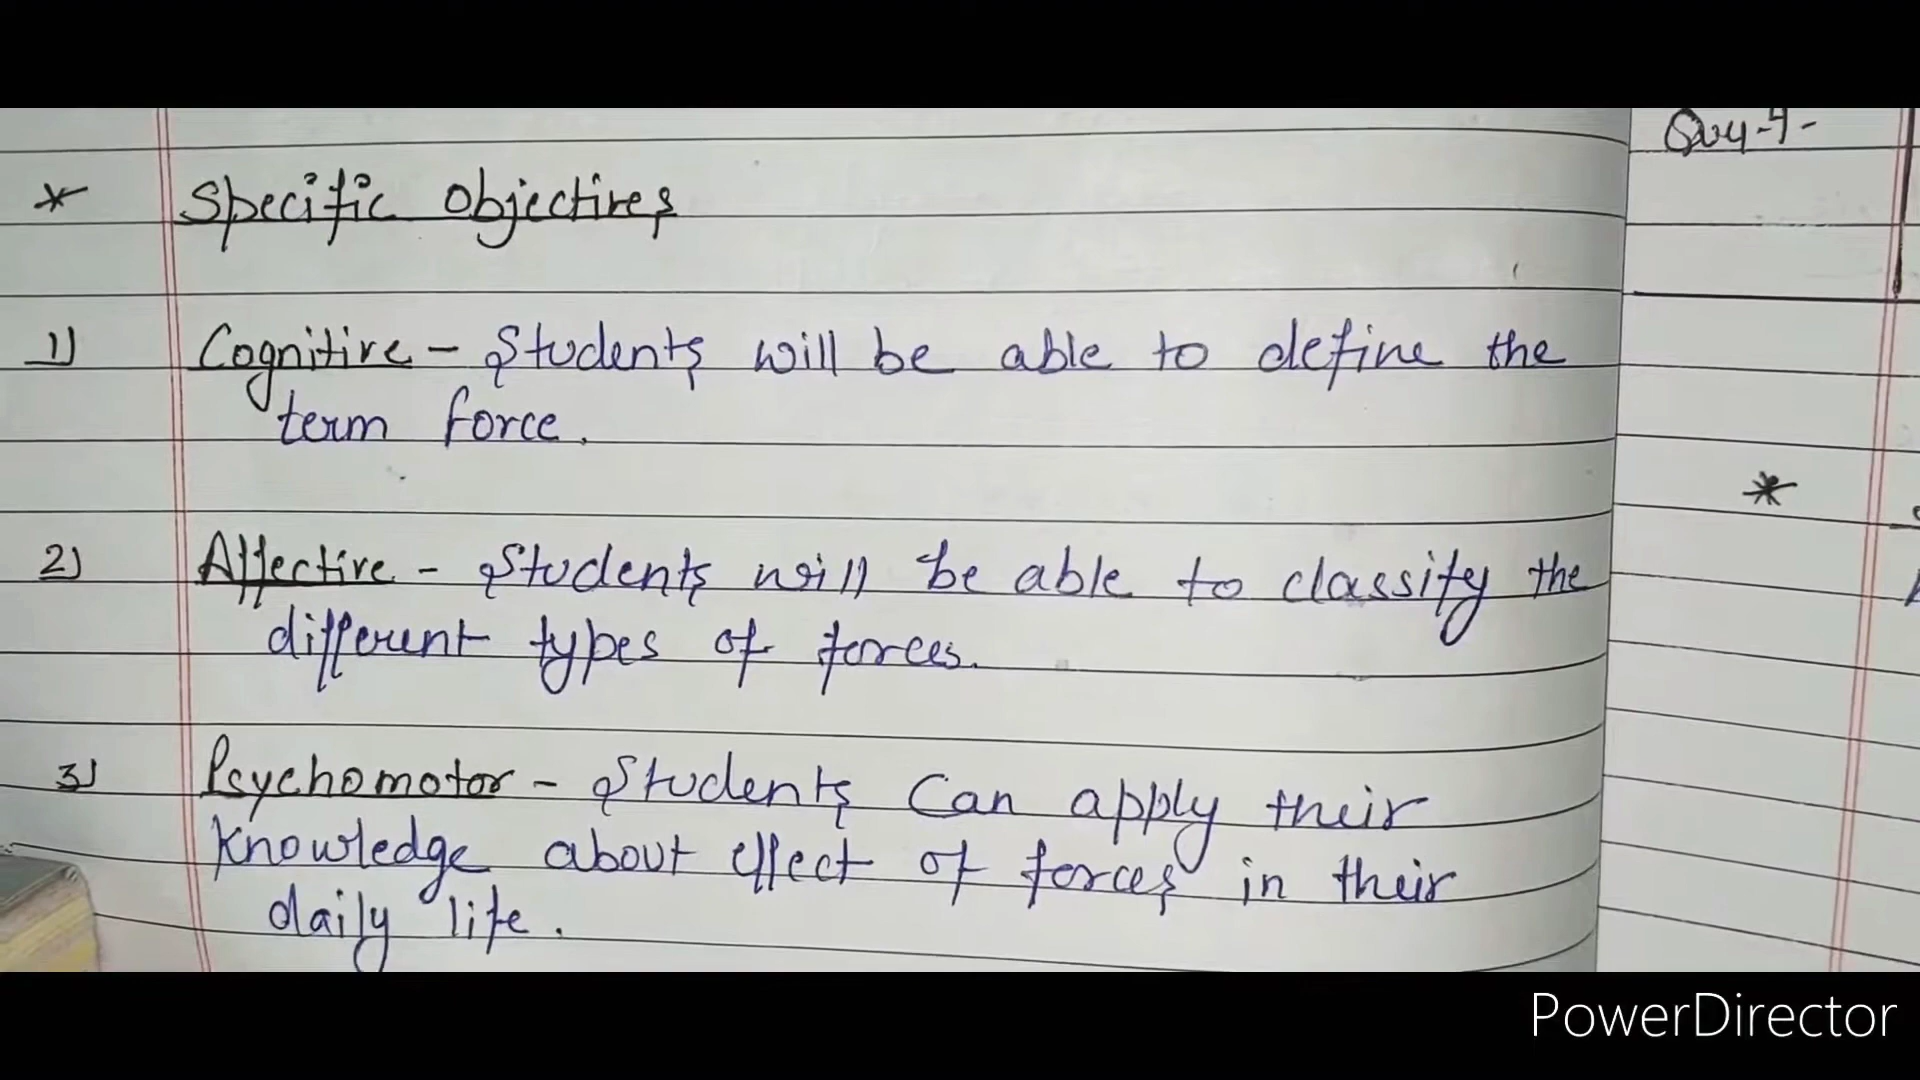 * Specific Objectives
1) Cognitive - Students will be able to define the
term force.
2) Affective - Students will be able to classify the
different types of forces.
3) Psychomotor - Students Can apply their
knowledge about effect of forces in their
daily life.
*
PowerDirector